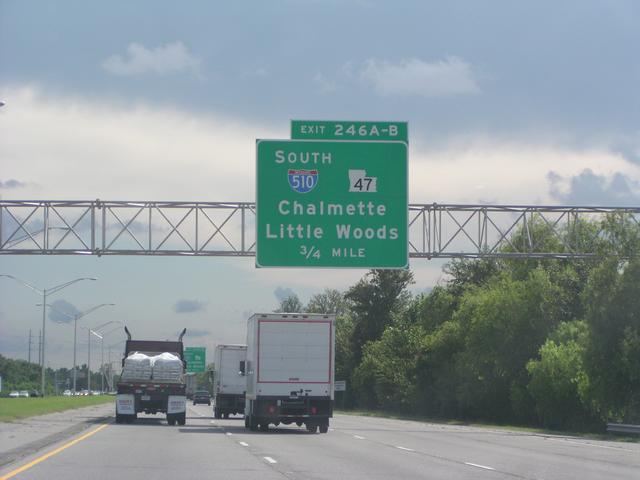 EXIT 246A-B
SOUTH
510
47
Chalmette
Little Woods
3/4 MILE